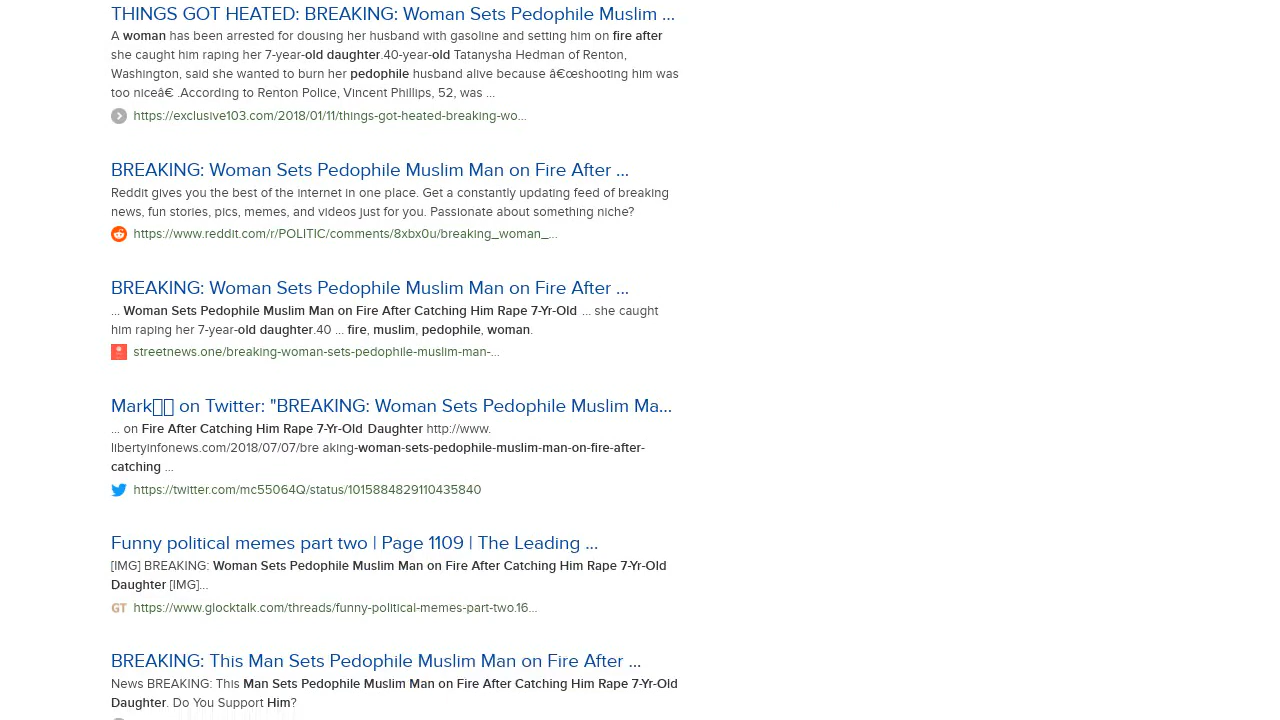 THINGS GOT HEATED: BREAKING: Woman Sets Pedophile Muslim ...
A woman has been arrested for dousing her husband with gasoline and setting him on fire after
she caught him raping her 7-year-old daughter.40-year-old Tatanysha Hedman of Renton,
Washington, said she wanted to burn her pedophile husband alive because â€œshooting him was
too niceâ€ .According to Renton Police, Vincent Phillips, 52, was ...
https://exclusive103.com/2018/01/11/things-got-heated-breaking-wo...
BREAKING: Woman Sets Pedophile Muslim Man on Fire After ...
Reddit gives you the best of the internet in one place. Get a constantly updating feed of breaking
news, fun stories, pics, memes, and videos just for you. Passionate about something niche?
https://www.reddit.com/r/POLITIC/comments/8xbx0u/breaking_woman_...
BREAKING: Woman Sets Pedophile Muslim Man on Fire After ...
... Woman Sets Pedophile Muslim Man on Fire After Catching Him Rape 7-Yr-Old ... she caught
him raping her 7-year-old daughter.40 ... fire, muslim, pedophile, woman.
streetnews.one/breaking-woman-sets-pedophile-muslim-man-...
Mark▯▯ on Twitter: "BREAKING: Woman Sets Pedophile Muslim Ma...
... on Fire After Catching Him Rape 7-Yr-Old Daughter http://www.
libertyinfonews.com/2018/07/07/bre aking-woman-sets-pedophile-muslim-man-on-fire-after-
catching ...
https://twitter.com/mc55064Q/status/1015884829110435840
Funny political memes part two | Page 1109 | The Leading ...
[IMG] BREAKING: Woman Sets Pedophile Muslim Man on Fire After Catching Him Rape 7-Yr-Old
Daughter [IMG]...
GT https://www.glocktalk.com/threads/funny-political-memes-part-two.16...
BREAKING: This Man Sets Pedophile Muslim Man on Fire After ...
News BREAKING: This Man Sets Pedophile Muslim Man on Fire After Catching Him Rape 7-Yr-Old
Daughter. Do You Support Him?